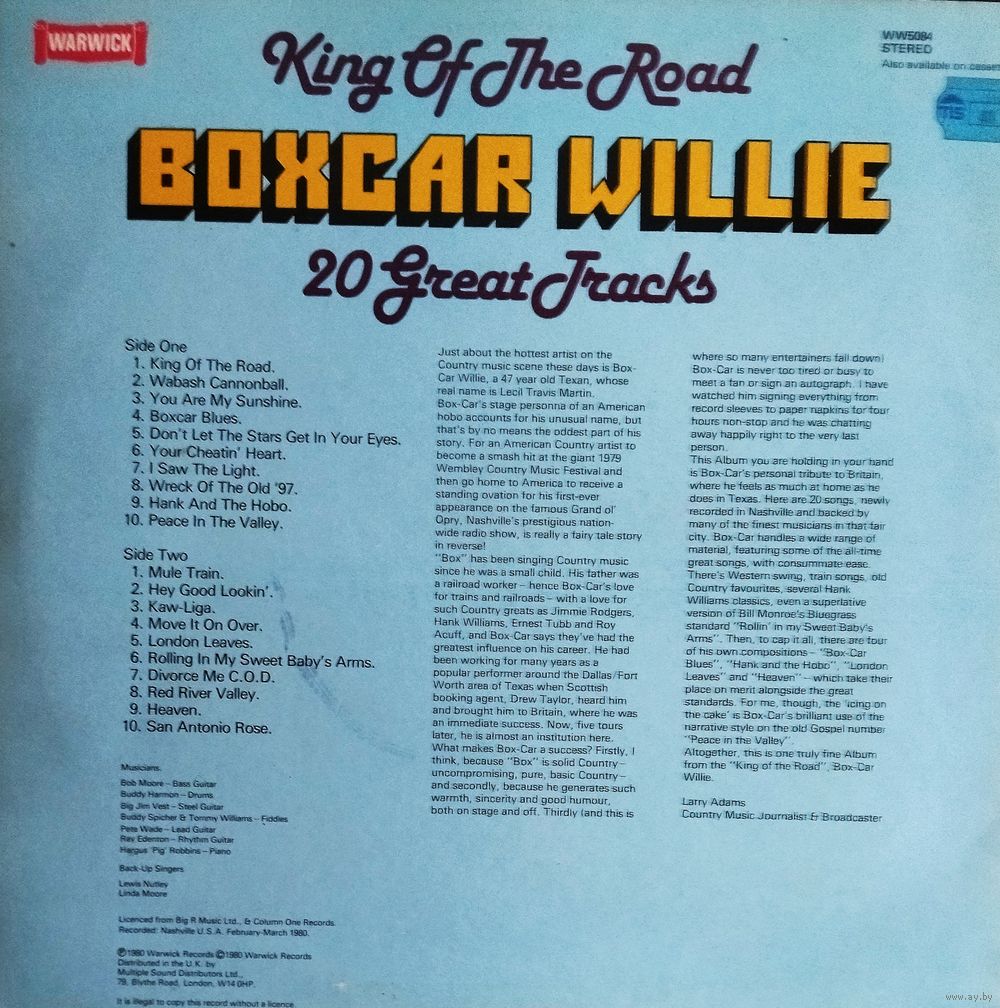 WARWICK
King Of The Road
WW5084
STEREO
Also available on casse
BOXCAR WILLIE
20 Great Tracks
Side One
1. King Of The Road.
2. Wabash Cannonball.
3. You Are My Sunshine.
4. Boxcar Blues.
5. Don't Let The Stars Get In Your Eyes.
6. Your Cheatin' Heart.
7. I Saw The Light.
8. Wreck Of The Old '97.
9. Hank And The Hobo.
10. Peace In The Valley.
Side Two
1. Mule Train.
2. Hey Good Lookin'.
3. Kaw-Liga.
4. Move It On Over.
5. London Leaves.
6. Rolling In My Sweet Baby's Arms.
7. Divorce Me C.O.D.
8. Red River Valley.
9. Heaven.
10. San Antonio Rose.
Musicians.
Bob Moore – Bass Guitar
Buddy Harmon – Drums
Big Jim Vest – Steel Guitar
Buddy Spicher & Tommy Williams – Fiddles
Pete Wade – Lead Guitar
Ray Edenton – Rhythm Guitar
Hargus 'Pig' Robbins – Piano
Back-Up Singers
Lewis Nutley
Linda Moore
Licenced from Big R Music Ltd., & Column One Records.
Recorded: Nashville U.S.A. February-March 1980.
Ⓟ1980 Warwick Records ©1980 Warwick Records
Distributed in the U.K. by
Multiple Sound Distributors Ltd.,
79, Blythe Road, London, W14 0HP.
It is illegal to copy this record without a licence.
Just about the hottest artist on the
Country music scene these days is Box-
Car Willie, a 47 year old Texan, whose
real name is Lecil Travis Martin.
Box-Car's stage personna of an American
hobo accounts for his unusual name, but
that's by no means the oddest part of his
story. For an American Country artist to
become a smash hit at the giant 1979
Wembley Country Music Festival and
then go home to America to receive a
standing ovation for his first-ever
appearance on the famous Grand ol'
Opry, Nashville's prestigious nation-
wide radio show, is really a fairy tale story
in reverse!
"Box" has been singing Country music
since he was a small child. His father was
a railroad worker – hence Box-Car's love
for trains and railroads – with a love for
such Country greats as Jimmie Rodgers,
Hank Williams, Ernest Tubb and Roy
Acuff, and Box-Car says they've had the
greatest influence on his career. He had
been working for many years as a
popular performer around the Dallas/Fort
Worth area of Texas when Scottish
booking agent, Drew Taylor, heard him
and brought him to Britain, where he was
an immediate success. Now, five tours
later, he is almost an institution here.
What makes Box-Car a success? Firstly, I
think, because "Box" is solid Country –
uncompromising, pure, basic Country –
and secondly, because he generates such
warmth, sincerity and good humour,
both on stage and off. Thirdly (and this is
where so many entertainers fall down)
Box-Car is never too tired or busy to
meet a fan or sign an autograph. I have
watched him signing everything from
record sleeves to paper napkins for four
hours non-stop and he was chatting
away happily right to the very last
person.
This Album you are holding in your hand
is Box-Car's personal tribute to Britain,
where he feels as much at home as he
does in Texas. Here are 20 songs, newly
recorded in Nashville and backed by
many of the finest musicians in that fair
city. Box-Car handles a wide range of
material, featuring some of the all-time
great songs, with consummate ease.
There's Western swing, train songs, old
Country favourites, several Hank
Williams classics, even a superlative
version of Bill Monroe's Bluegrass
standard "Rollin' in my Sweet Baby's
Arms". Then, to cap it all, there are four
of his own compositions – "Box-Car
Blues", "Hank and the Hobo", "London
Leaves" and "Heaven" – which take their
place on merit alongside the great
standards. For me, though, the 'icing on
the cake' is Box-Car's brilliant use of the
narrative style on the old Gospel number
"Peace in the Valley".
Altogether, this is one truly fine Album
from the "King of the Road", Box-Car
Willie.
Larry Adams
Country Music Journalist & Broadcaster
www.ay.by